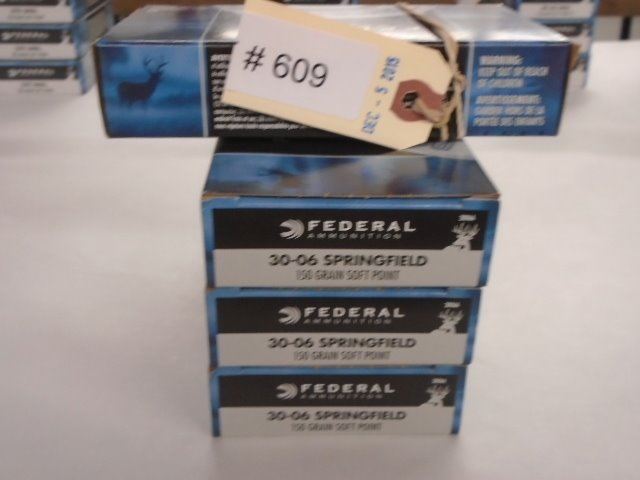 # 609
DEC - 5 2015
WARNING:
KEEP OUT OF REACH
OF CHILDREN
AVERTISSEMENT:
GARDER HORS DE LA
PORTÉE DES ENFANTS
FEDERAL
AMMUNITION
30-06 SPRINGFIELD
150 GRAIN SOFT POINT
FEDERAL
AMMUNITION
30-06 SPRINGFIELD
150 GRAIN SOFT POINT
FEDERAL
AMMUNITION
30-06 SPRINGFIELD
150 GRAIN SOFT POINT